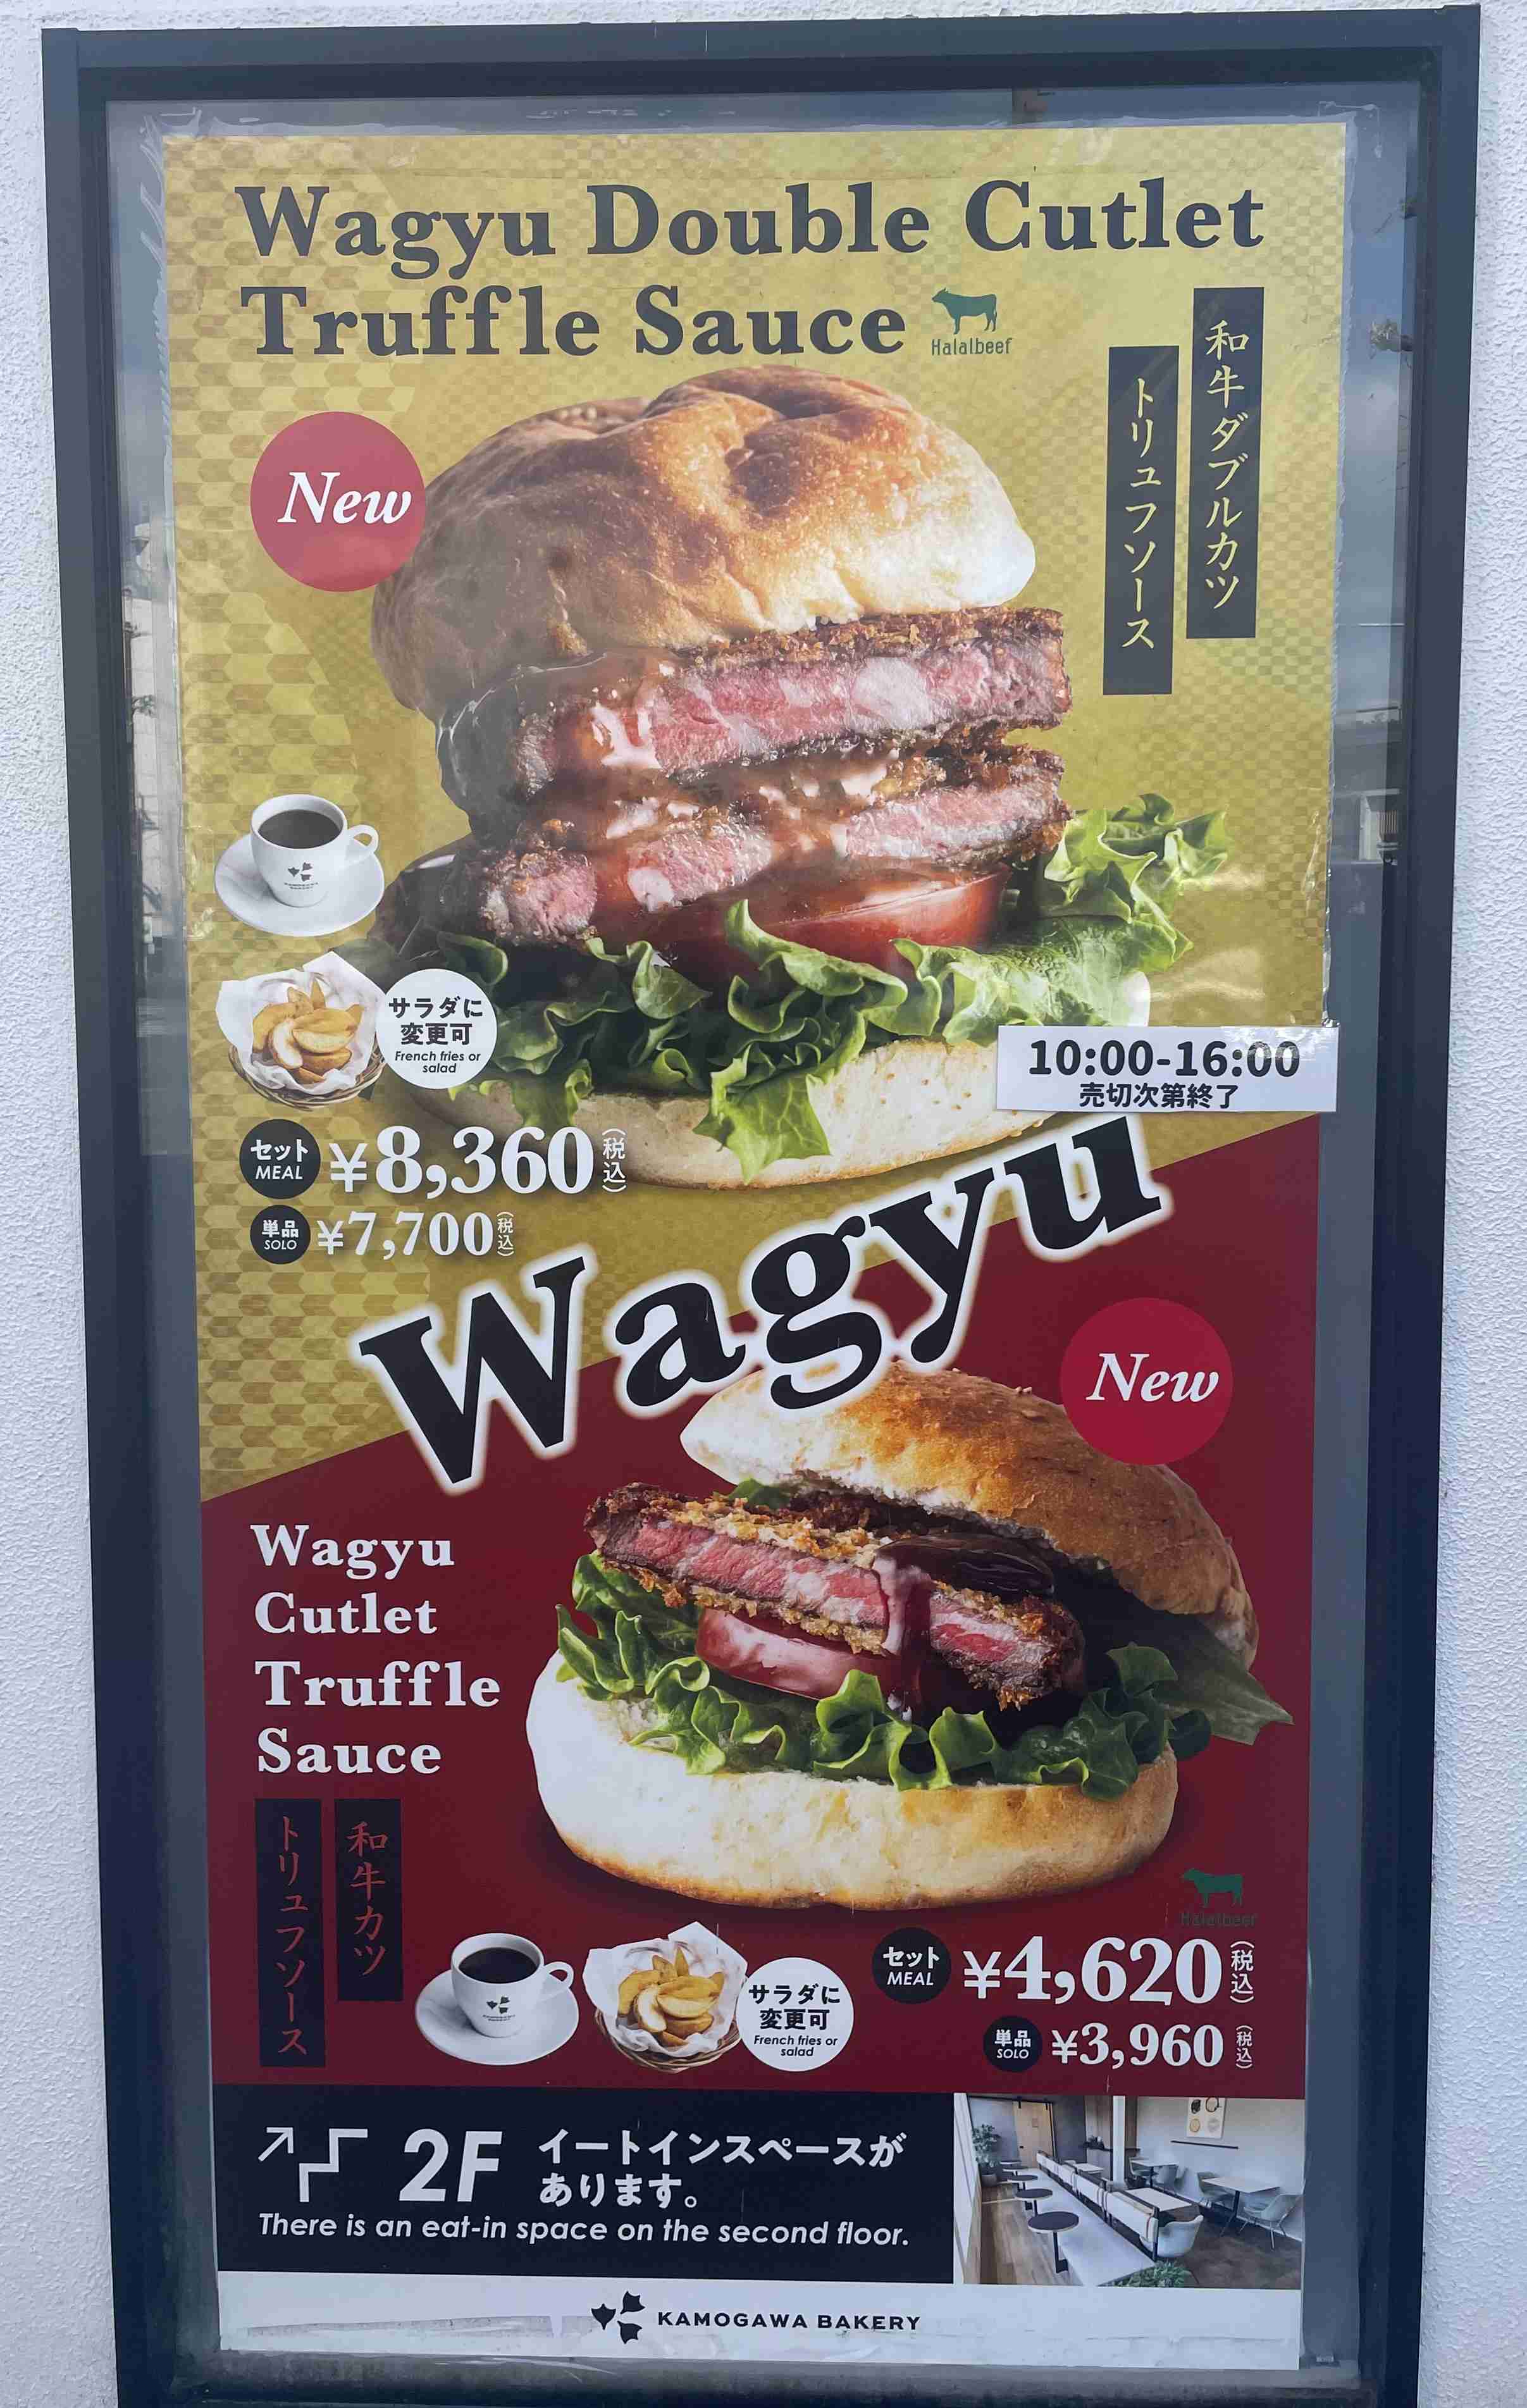 Wagyu Double Cutlet
Truffle Sauce
Halalbeef
和牛ダブルカツ
トリュフソース
New
サラダに
変更可
French fries or
salad
10:00-16:00
売切次第終了
セット
MEAL
¥8,360(税込)
単品
SOLO
¥7,700(税込)
Wagyu
New
Wagyu
Cutlet
Truffle
Sauce
和牛カツ
トリュフソース
Halalbeef
サラダに
変更可
French fries or
salad
セット
MEAL
¥4,620(税込)
単品
SOLO
¥3,960(税込)
2F
イートインスペースが
あります。
There is an eat-in space on the second floor.
KAMOGAWA BAKERY